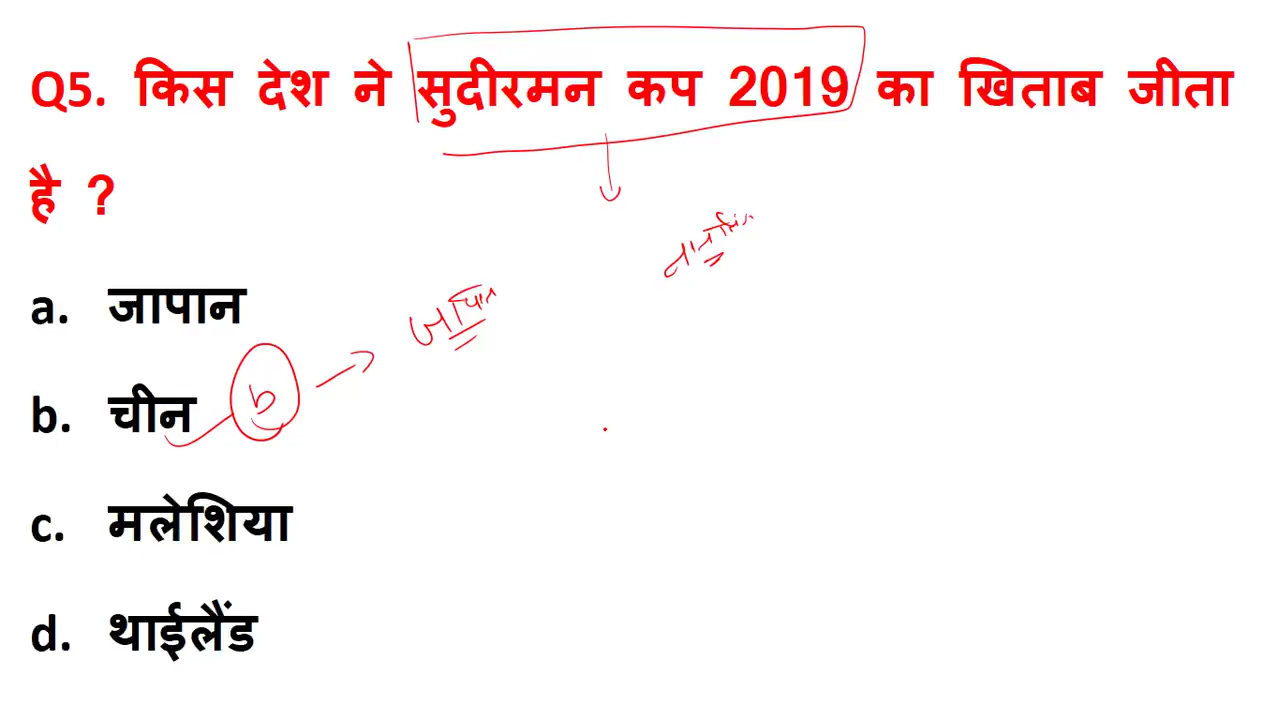 Q5. किस देश ने सुदीरमन कप 2019 का खिताब जीता
है ?
a. जापान
b. चीन b
c. मलेशिया
d. थाईलैंड